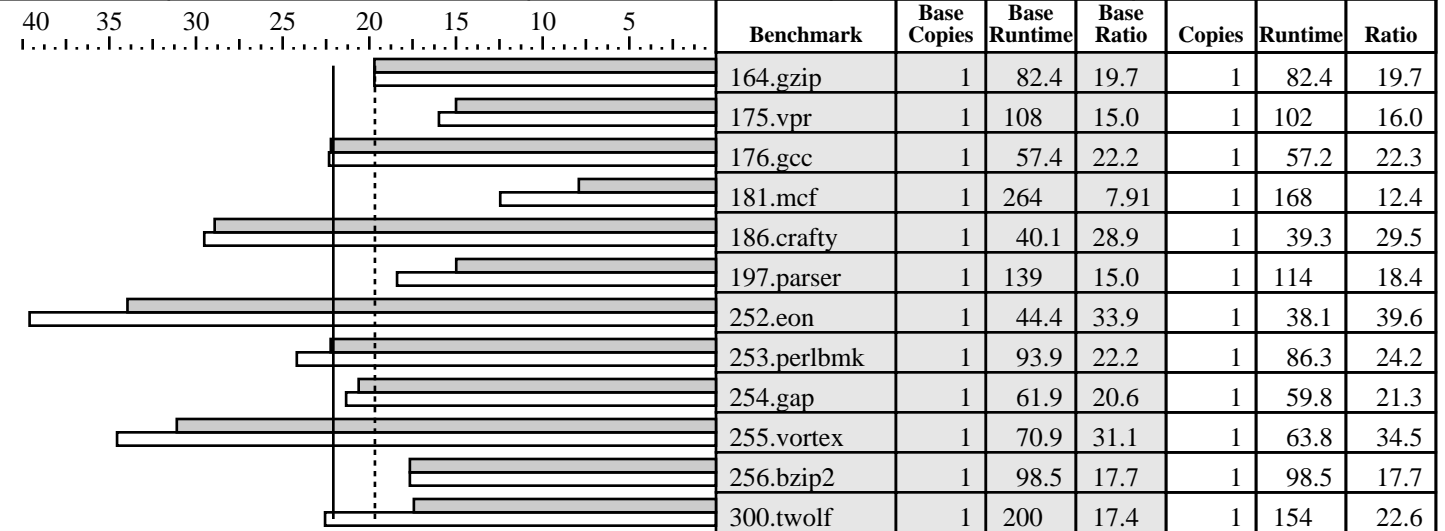 40 35 30 25 20 15 10 5
Benchmark Base Copies Base Runtime Base Ratio Copies Runtime Ratio
164.gzip 1 82.4 19.7 1 82.4 19.7
175.vpr 1 108 15.0 1 102 16.0
176.gcc 1 57.4 22.2 1 57.2 22.3
181.mcf 1 264 7.91 1 168 12.4
186.crafty 1 40.1 28.9 1 39.3 29.5
197.parser 1 139 15.0 1 114 18.4
252.eon 1 44.4 33.9 1 38.1 39.6
253.perlbmk 1 93.9 22.2 1 86.3 24.2
254.gap 1 61.9 20.6 1 59.8 21.3
255.vortex 1 70.9 31.1 1 63.8 34.5
256.bzip2 1 98.5 17.7 1 98.5 17.7
300.twolf 1 200 17.4 1 154 22.6